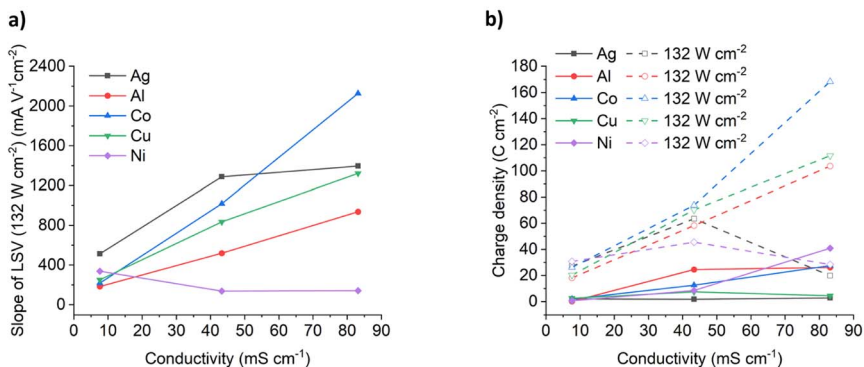 a)
Slope of LSV (132 W cm⁻²) (mA V⁻¹cm⁻²)
2400
2000
1600
1200
800
400
0
Ag
Al
Co
Cu
Ni
0 10 20 30 40 50 60 70 80 90
Conductivity (mS cm⁻¹)
b)
Charge density (C cm⁻²)
180
160
140
120
100
80
60
40
20
0
Ag 132 W cm⁻²
Al 132 W cm⁻²
Co 132 W cm⁻²
Cu 132 W cm⁻²
Ni 132 W cm⁻²
0 10 20 30 40 50 60 70 80 90
Conductivity (mS cm⁻¹)